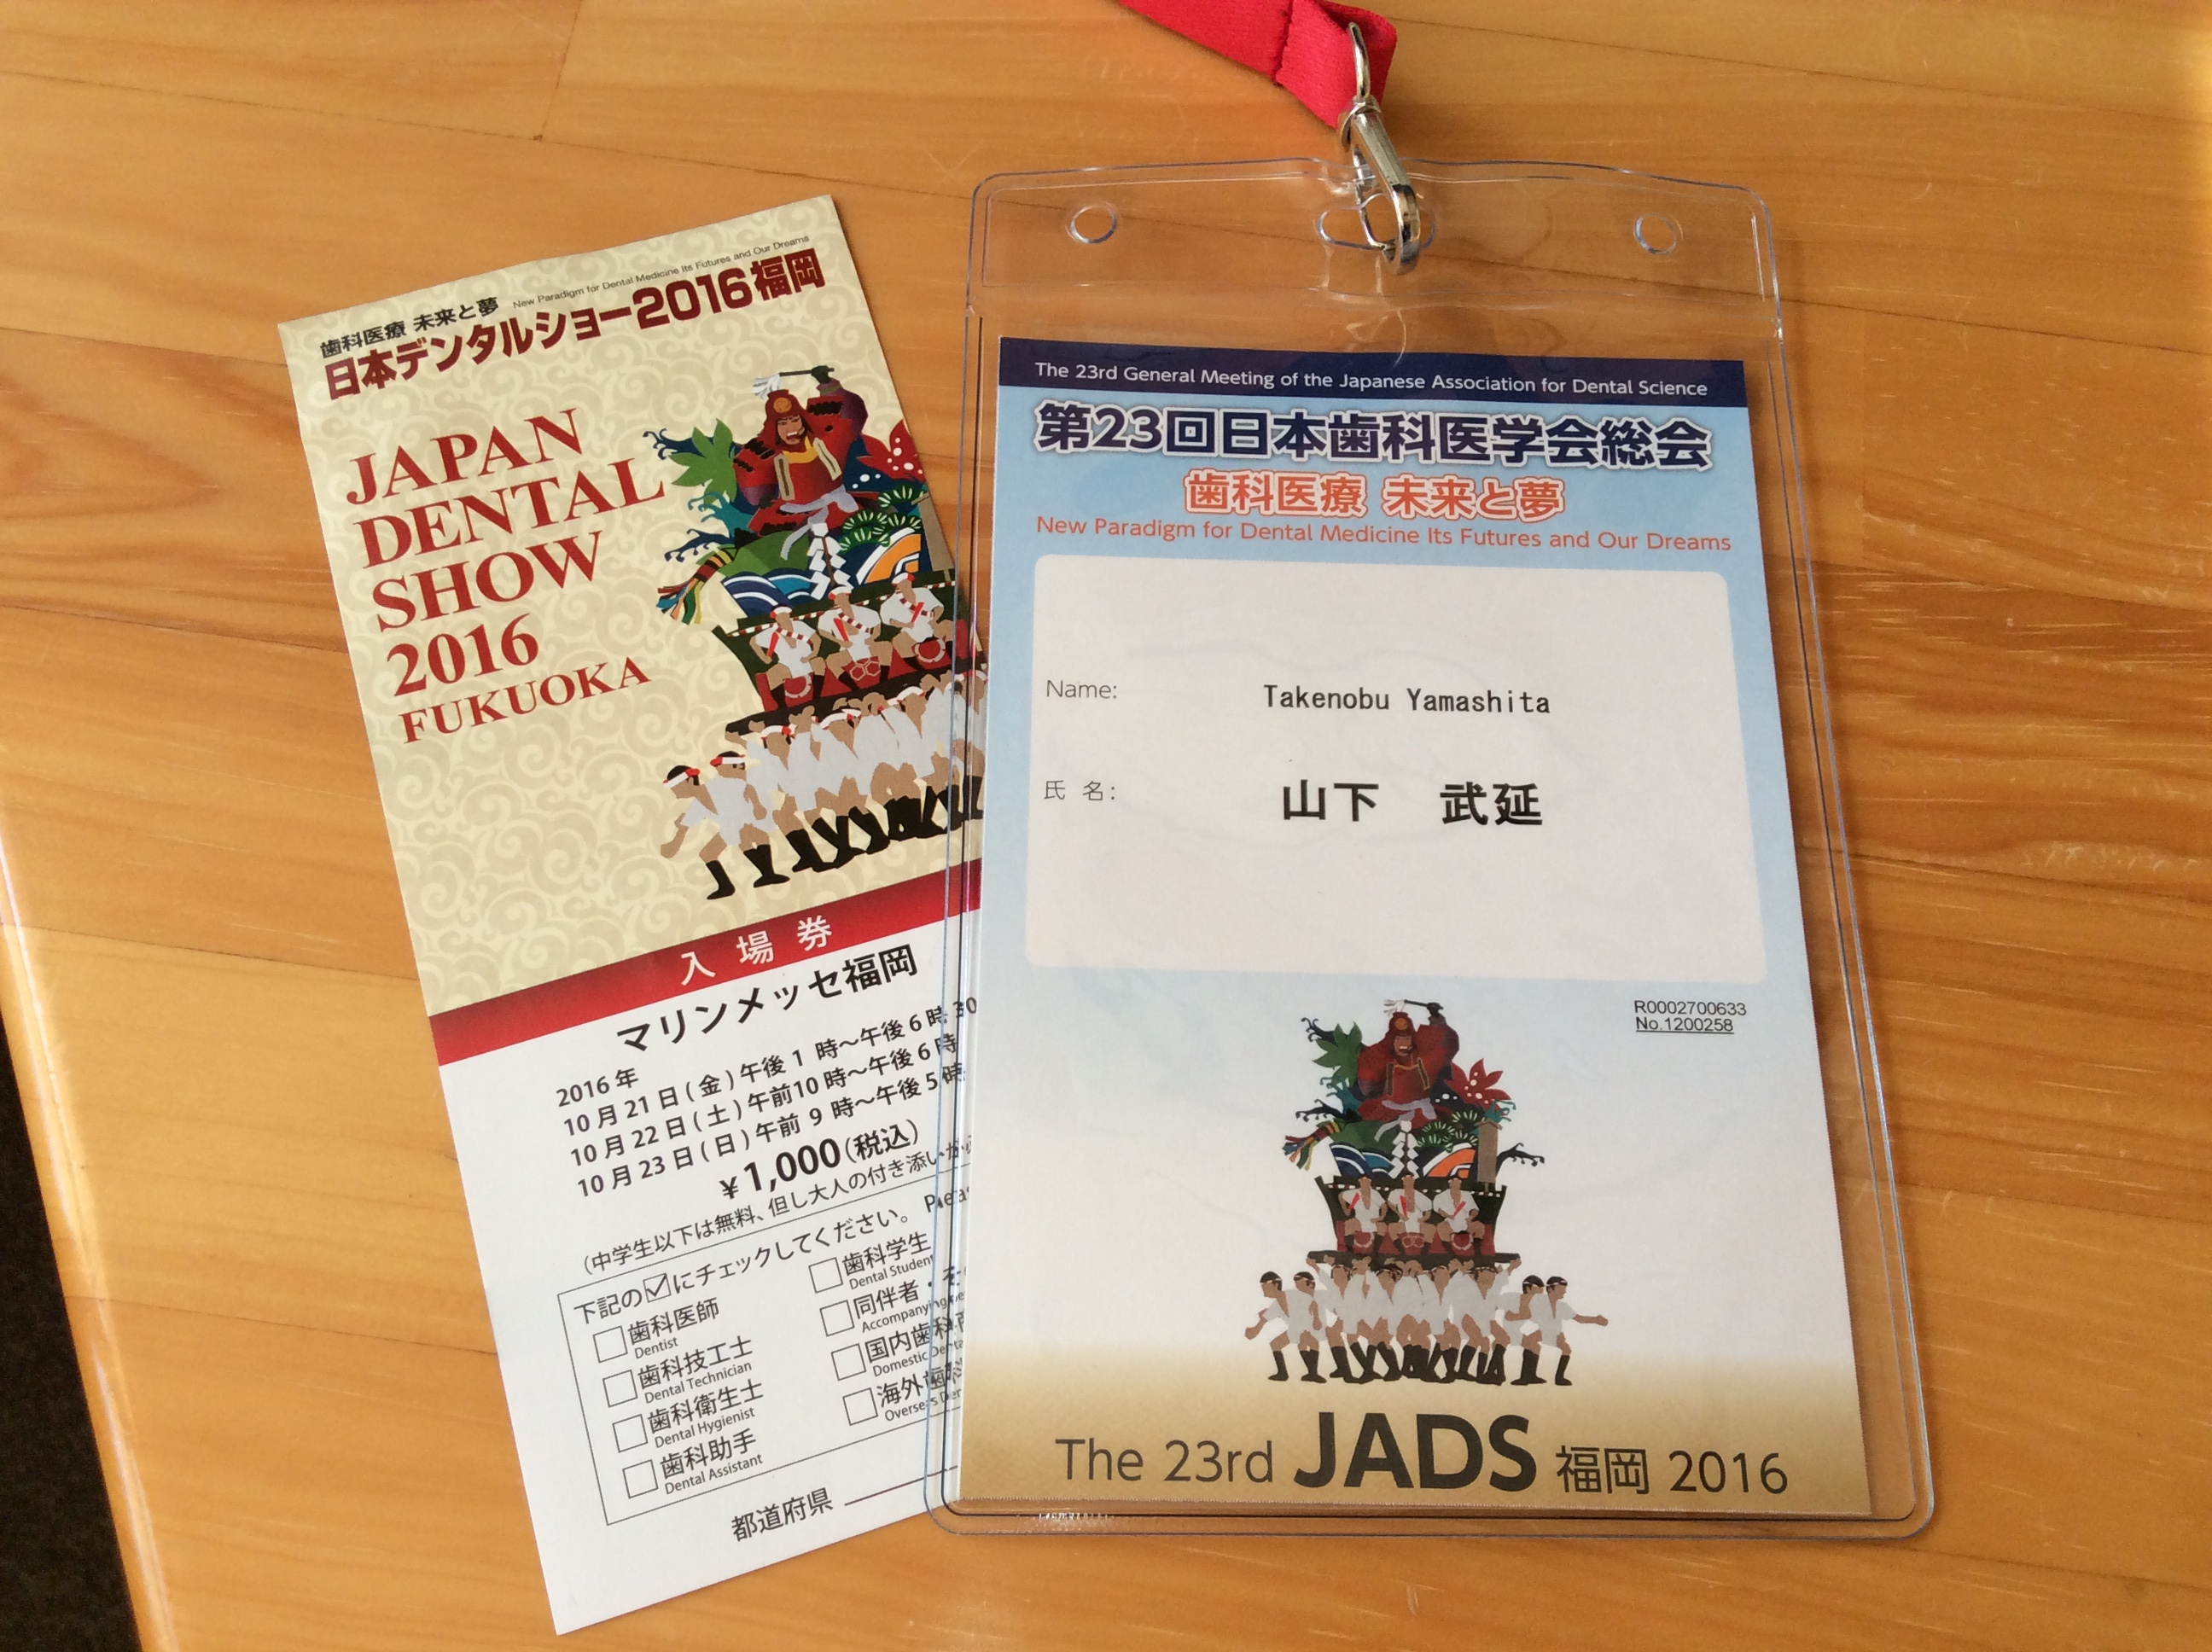 歯科医療 未来と夢 New Paradigm for Dental Medicine Its Futures and Our Dreams
日本デンタルショー2016福岡
JAPAN
DENTAL
SHOW
2016
FUKUOKA
入場券
マリンメッセ福岡
2016年
10月21日(金)午後1時〜午後6時30
10月22日(土)午前10時〜午後6時
10月23日(日)午前9時〜午後5時
¥1,000(税込)
(中学生以下は無料、但し大人の付き添いが
下記の☑にチェックしてください。 Pleas
□歯科医師
Dentist
□歯科技工士
Dental Technician
□歯科衛生士
Dental Hygienist
□歯科助手
Dental Assistant
□歯科学生
Dental Student
□同伴者・その
Accompanying
□国内歯科
Domestic Dental
□海外歯科
Overseas Den
都道府県
The 23rd General Meeting of the Japanese Association for Dental Science
第23回日本歯科医学会総会
歯科医療 未来と夢
New Paradigm for Dental Medicine Its Futures and Our Dreams
Name: Takenobu Yamashita
氏 名: 山下 武延
R0002700633
No.1200258
The 23rd JADS 福岡 2016